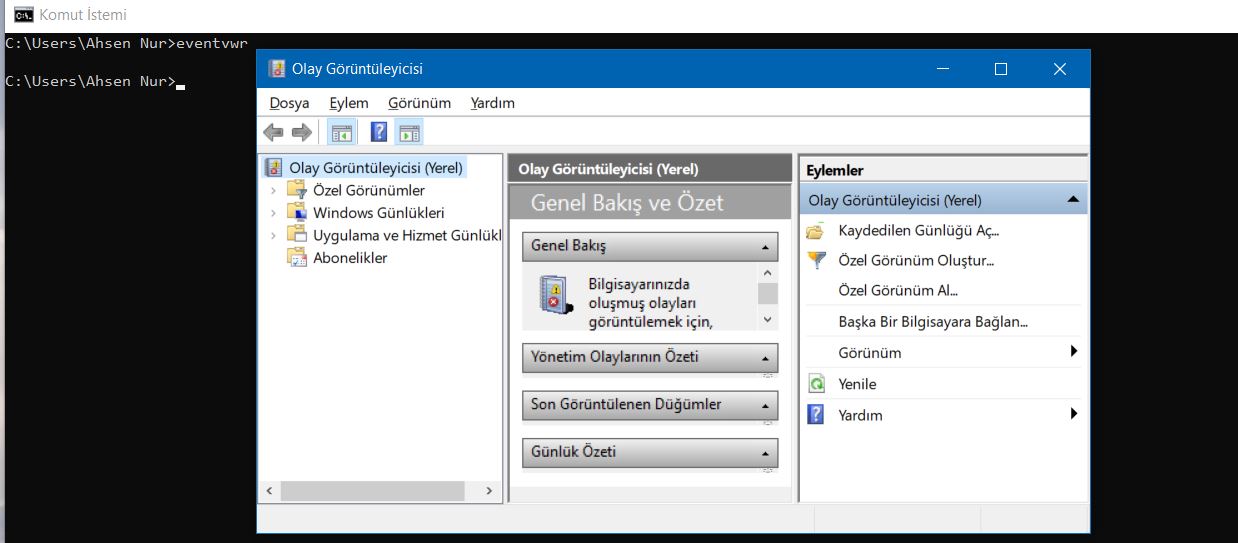 Komut İstemi
C:\Users\Ahsen Nur>eventvwr
C:\Users\Ahsen Nur>
Olay Görüntüleyicisi
Dosya Eylem Görünüm Yardım
Olay Görüntüleyicisi (Yerel)
Özel Görünümler
Windows Günlükleri
Uygulama ve Hizmet Günlükl
Abonelikler
Olay Görüntüleyicisi (Yerel)
Genel Bakış ve Özet
Genel Bakış
Bilgisayarınızda
oluşmuş olayları
görüntülemek için,
Yönetim Olaylarının Özeti
Son Görüntülenen Düğümler
Günlük Özeti
Eylemler
Olay Görüntüleyicisi (Yerel)
Kaydedilen Günlüğü Aç...
Özel Görünüm Oluştur...
Özel Görünüm Al...
Başka Bir Bilgisayara Bağlan...
Görünüm
Yenile
Yardım